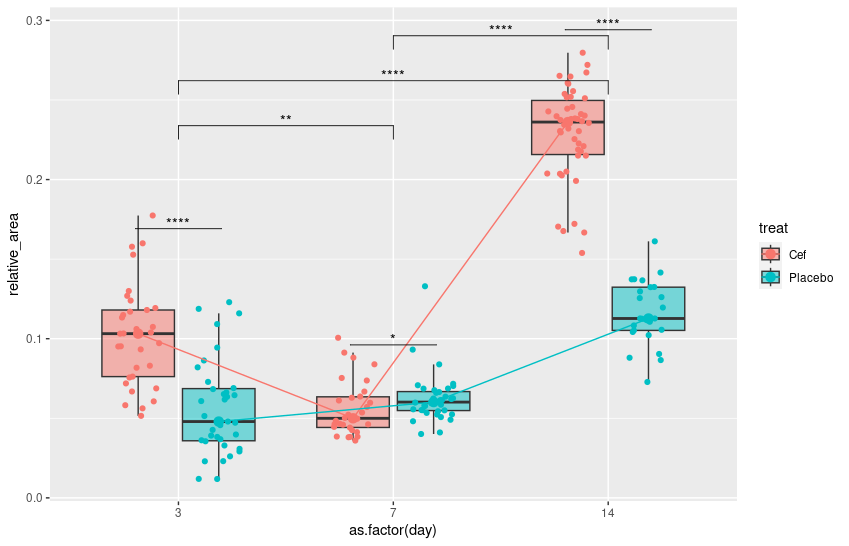 0.3
0.2
0.1
0.0
relative_area
****
****
****
**
****
*
3
7
14
as.factor(day)
treat
Cef
Placebo